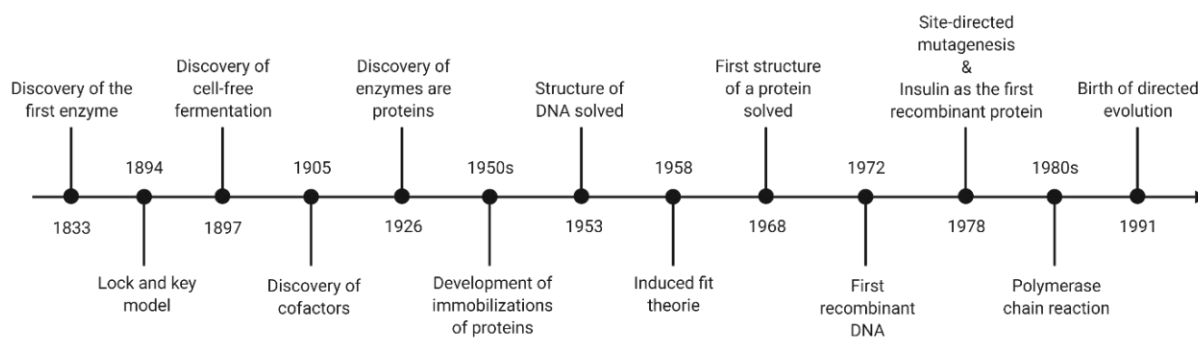 Discovery of the
first enzyme
1833
1894
Lock and key
model
Discovery of
cell-free
fermentation
1897
1905
Discovery of
cofactors
Discovery of
enzymes are
proteins
1926
1950s
Development of
immobilizations
of proteins
Structure of
DNA solved
1953
1958
Induced fit
theorie
First structure
of a protein
solved
1968
1972
First
recombinant
DNA
Site-directed
mutagenesis
&
Insulin as the first
recombinant protein
1978
1980s
Polymerase
chain reaction
Birth of directed
evolution
1991